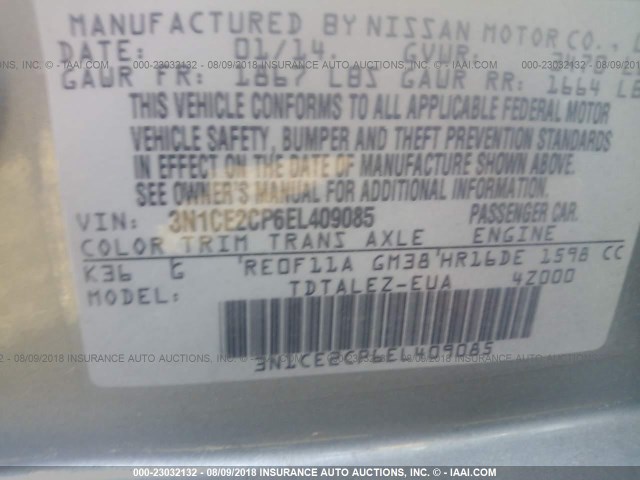 MANUFACTURED BY NISSAN MOTOR CO.,
DATE: 01/14 GVWR:
GAWR FR: 1867 LBS GAWR RR: 1664 LB
THIS VEHICLE CONFORMS TO ALL APPLICABLE FEDERAL MOTOR
VEHICLE SAFETY, BUMPER AND THEFT PREVENTION STANDARDS
IN EFFECT ON THE DATE OF MANUFACTURE SHOWN ABOVE.
SEE OWNER'S MANUAL FOR ADDITIONAL INFORMATION.
VIN: 3N1CE2CP6EL409085 PASSENGER CAR.
COLOR TRIM TRANS AXLE ENGINE
K36 G RE0F11A GM38 HR16DE 1598 CC
MODEL: TDTALEZ-EUA 4Z000
3N1CE2CP6EL409085
000-23032132 - 08/09/2018 INSURANCE AUTO AUCTIONS, INC. - © IAAI.COM